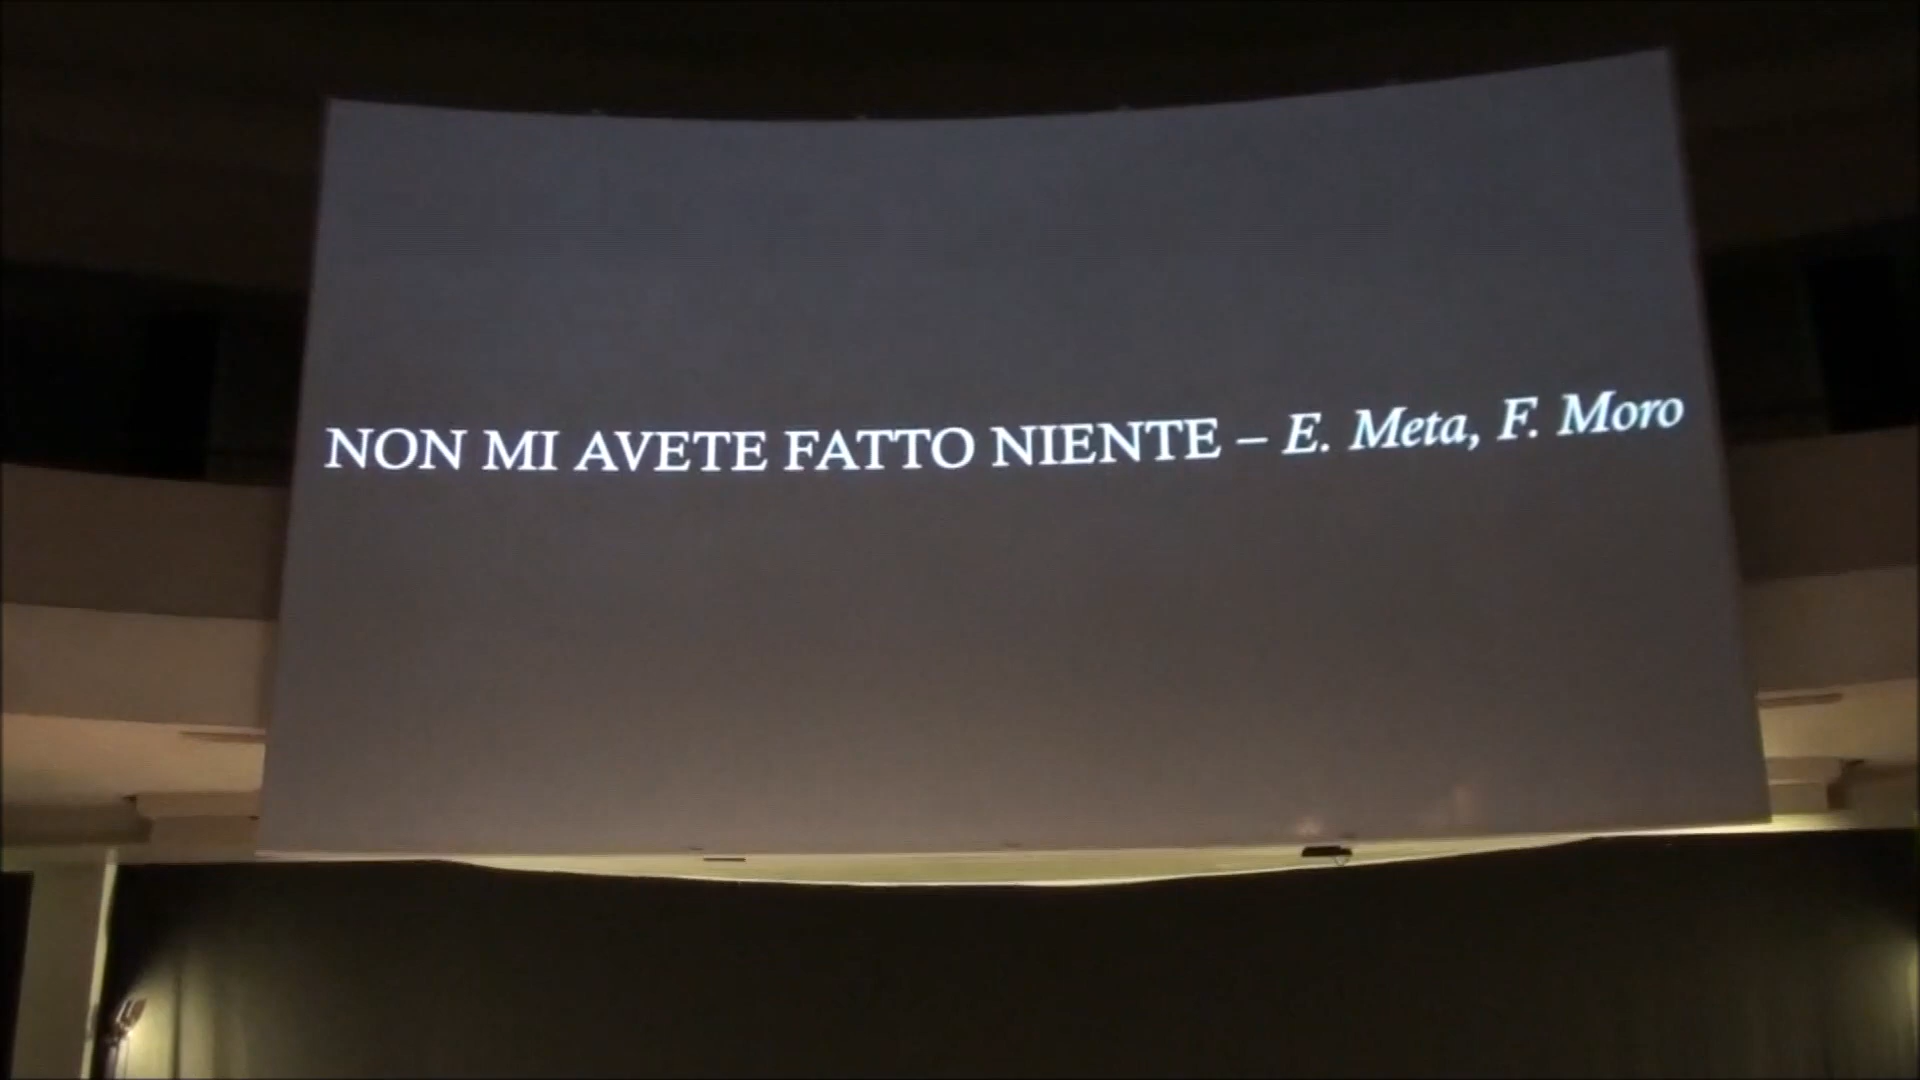 NON MI AVETE FATTO NIENTE – E. Meta, F. Moro